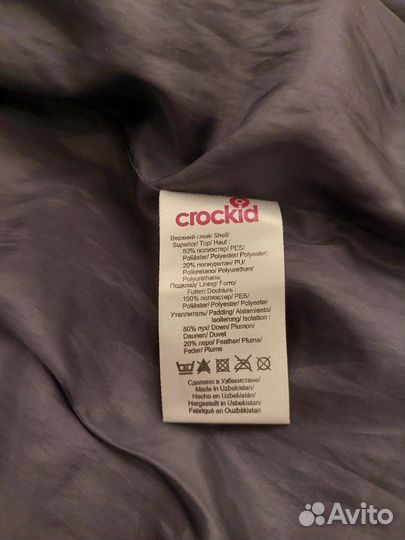 crockid
Верхний слой/ Shell/
Superior/ Top/ Haut :
80% полиэстер/ PES/
Poliéster/ Polyester/ Polyester;
20% полиуретан/ PU/
Poliuretano/ Polyurethan/
Polyuréthane;
Подклад/ Lining/ Forro/
Futter/ Doublure :
100% полиэстер/ PES/
Poliéster/ Polyester/ Polyester
Утеплитель/ Padding/ Aislamiento/
Isolierung/ Isolation :
80% пух/ Down/ Plumon/
Daunen/ Duvet
20% перо/ Feather/ Pluma/
Feder/ Plume
Сделано в Узбекистане/
Made in Uzbekistan/
Hecho en Uzbekistán/
Hergestellt in Usbekistan/
Fabriqué en Ouzbékistan/
Avito